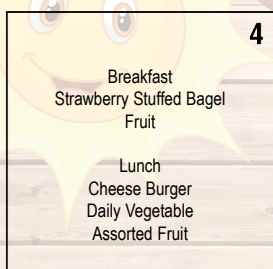 4
Breakfast
Strawberry Stuffed Bagel
Fruit
Lunch
Cheese Burger
Daily Vegetable
Assorted Fruit